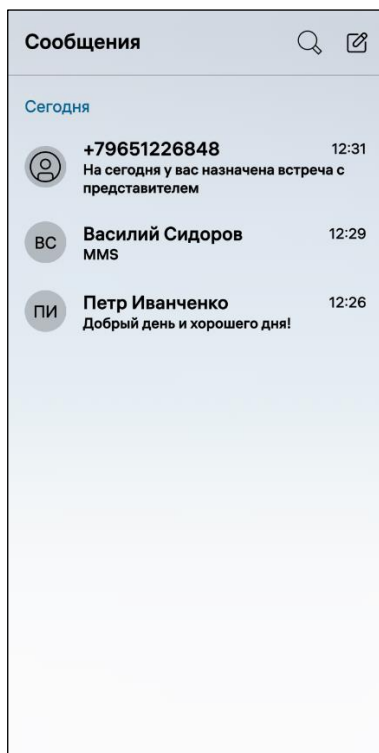 Сообщения
Сегодня
+79651226848 12:31
На сегодня у вас назначена встреча с
представителем
ВС Василий Сидоров 12:29
MMS
ПИ Петр Иванченко 12:26
Добрый день и хорошего дня!